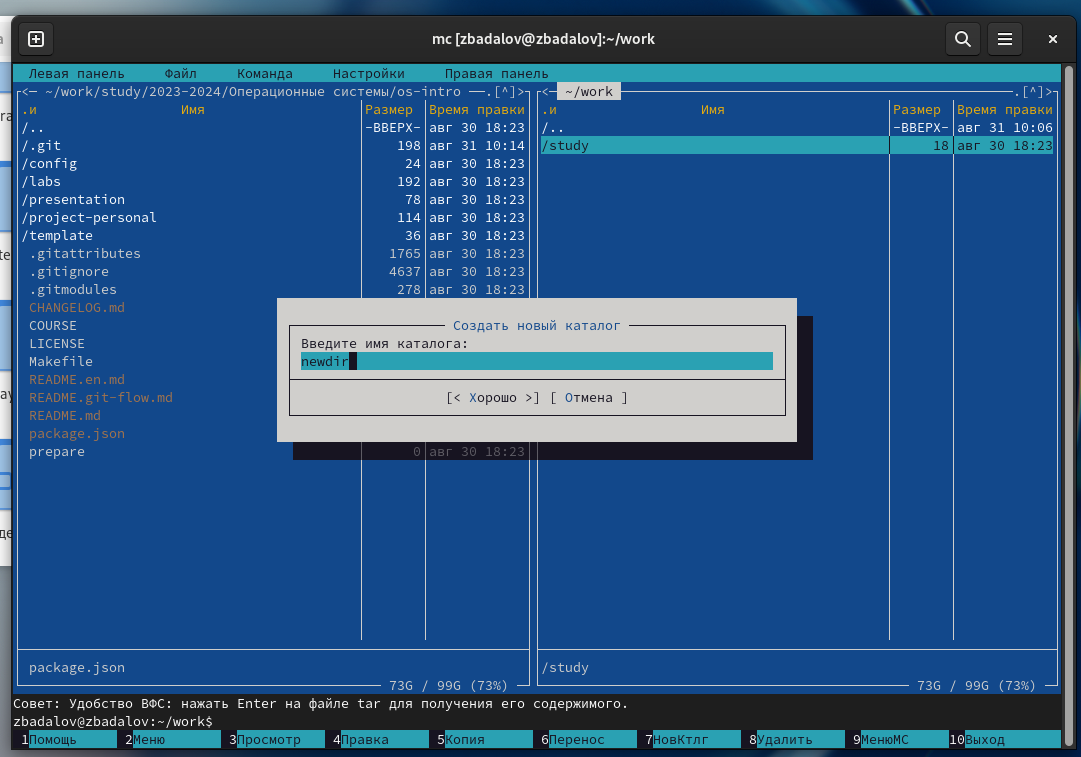 mc [zbadalov@zbadalov]:~/work
Левая панель Файл Команда Настройки Правая панель
<─ ~/work/study/2023-2024/Операционные системы/os-intro ──.[^]>
.и Имя Размер Время правки
/.. -ВВЕРХ- авг 30 18:23
/.git 198 авг 31 10:14
/config 24 авг 30 18:23
/labs 192 авг 30 18:23
/presentation 78 авг 30 18:23
/project-personal 114 авг 30 18:23
/template 36 авг 30 18:23
.gitattributes 1765 авг 30 18:23
.gitignore 4637 авг 30 18:23
.gitmodules 278 авг 30 18:23
CHANGELOG.md
COURSE
LICENSE
Makefile
README.en.md
README.git-flow.md
README.md
package.json
prepare 0 авг 30 18:23
package.json
73G / 99G (73%)
<─ ~/work .[^]>
.и Имя Размер Время правки
/.. -ВВЕРХ- авг 31 10:06
/study 18 авг 30 18:23
/study
73G / 99G (73%)
Создать новый каталог
Введите имя каталога:
newdir
[< Хорошо >] [ Отмена ]
Совет: Удобство ВФС: нажать Enter на файле tar для получения его содержимого.
zbadalov@zbadalov:~/work$
1Помощь 2Меню 3Просмотр 4Правка 5Копия 6Перенос 7НовКтлг 8Удалить 9МенюМС 10Выход